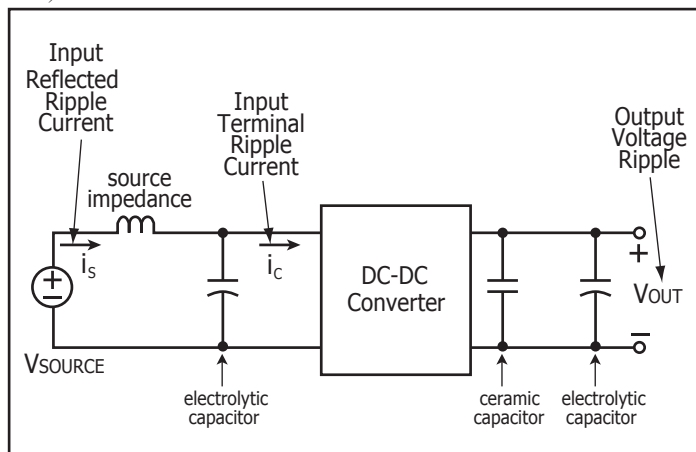 Input
Reflected
Ripple
Current
Input
Terminal
Ripple
Current
Output
Voltage
Ripple
source
impedance
iS
iC
DC-DC
Converter
+
−
+
−
VOUT
VSOURCE
electrolytic
capacitor
ceramic
capacitor
electrolytic
capacitor